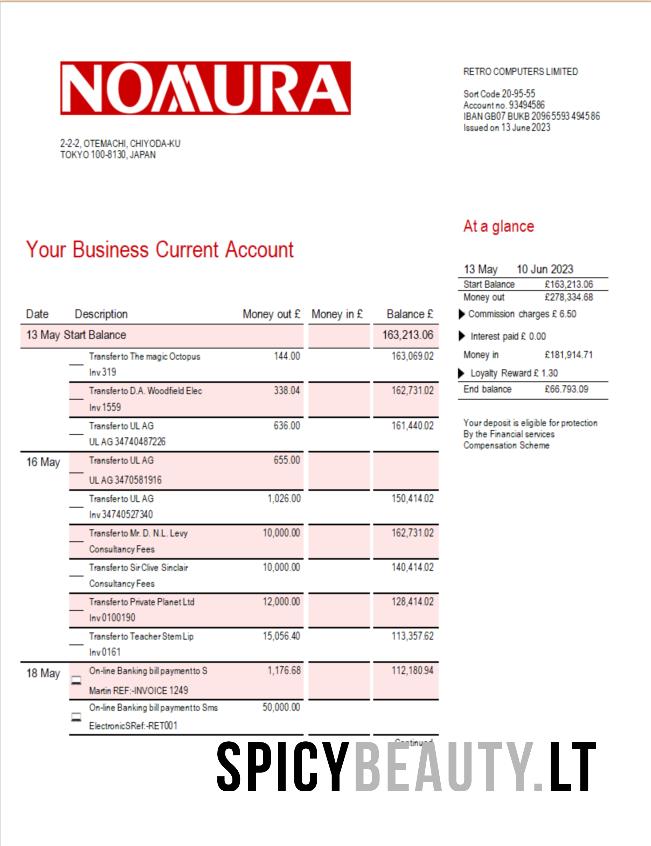 NOMURA
RETRO COMPUTERS LIMITED
Sort Code 20-95-55
Account no. 93494586
IBAN GB07 BUKB 2096 5593 4945 86
Issued on 13 June 2023
2-2-2, OTEMACHI, CHIYODA-KU
TOKYO 100-8130, JAPAN
At a glance
Your Business Current Account
13 May 10 Jun 2023
Start Balance £163,213.06
Money out £278,334.68
Commission charges £ 6.50
Interest paid £ 0.00
Money in £181,914.71
Loyalty Reward £ 1.30
End balance £66.793.09
Your deposit is eligible for protection
By the Financial services
Compensation Scheme
Date Description Money out £ Money in £ Balance £
13 May Start Balance 163,213.06
Transfer to The magic Octopus 144.00 163,069.02
Inv 319
Transfer to D.A. Woodfield Elec 338.04 162,731.02
Inv 1559
Transfer to UL AG 636.00 161,440.02
UL AG 34740487226
16 May Transfer to UL AG 655.00
UL AG 3470581916
Transfer to UL AG 1,026.00 150,414.02
Inv 34740527340
Transfer to Mr. D. N.L. Levy 10,000.00 162,731.02
Consultancy Fees
Transfer to Sir Clive Sinclair 10,000.00 140,414.02
Consultancy Fees
Transfer to Private Planet Ltd 12,000.00 128,414.02
Inv 0100190
Transfer to Teacher Stem Lip 15,056.40 113,357.62
Inv 0161
18 May On-line Banking bill payment to S 1,176.68 112,180.94
Martin REF:-INVOICE 1249
On-line Banking bill payment to Sms 50,000.00
ElectronicSRef:-RET001
Continued
SPICYBEAUTY.LT